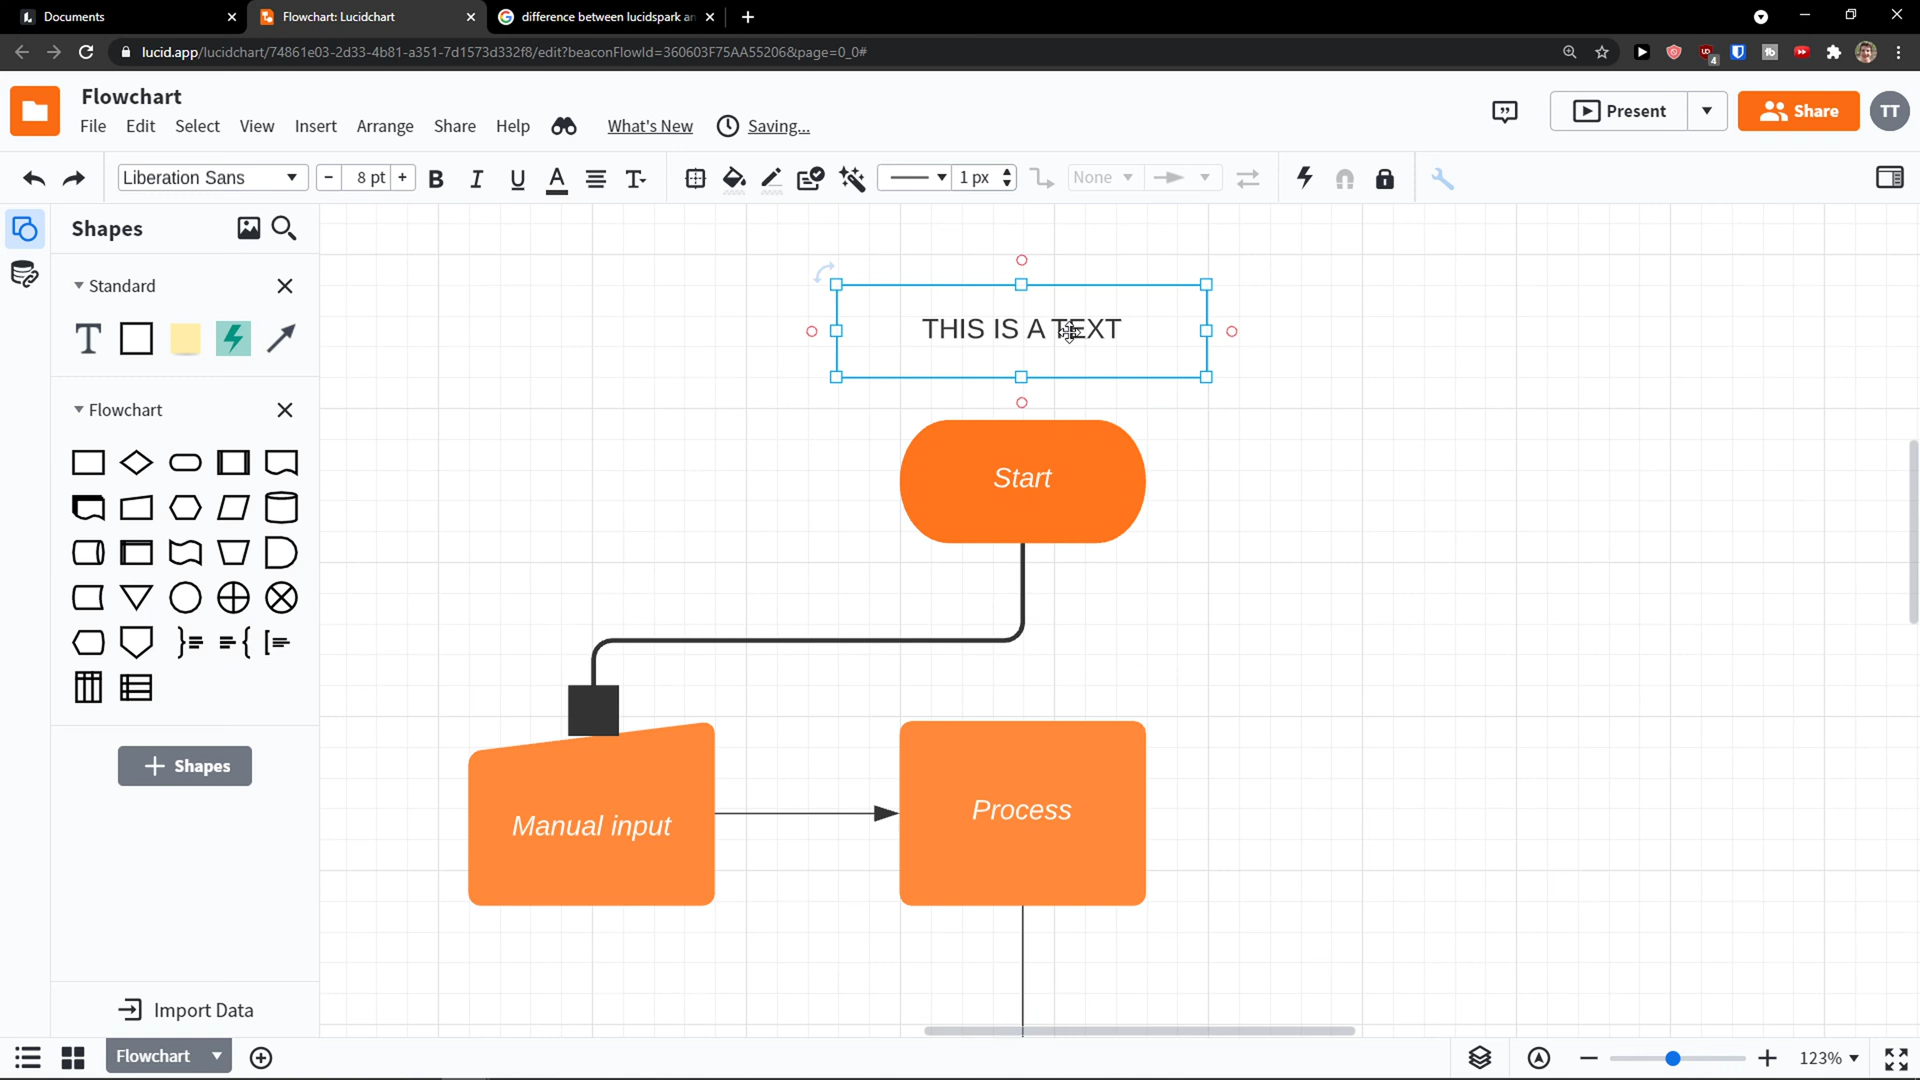 Documents
Flowchart: Lucidchart
difference between lucidspark an
lucid.app/lucidchart/74861e03-2d33-4b81-a351-7d1573d332f8/edit?beaconFlowId=360603F75AA55206&page=0_0#
Flowchart
File Edit Select View Insert Arrange Share Help What's New Saving...
Present
Share
TT
Liberation Sans - 8 pt + B I U A T 1 px None
Shapes
Standard
T
Flowchart
Shapes
Import Data
THIS IS A TEXT
Start
Manual input
Process
Flowchart
123%